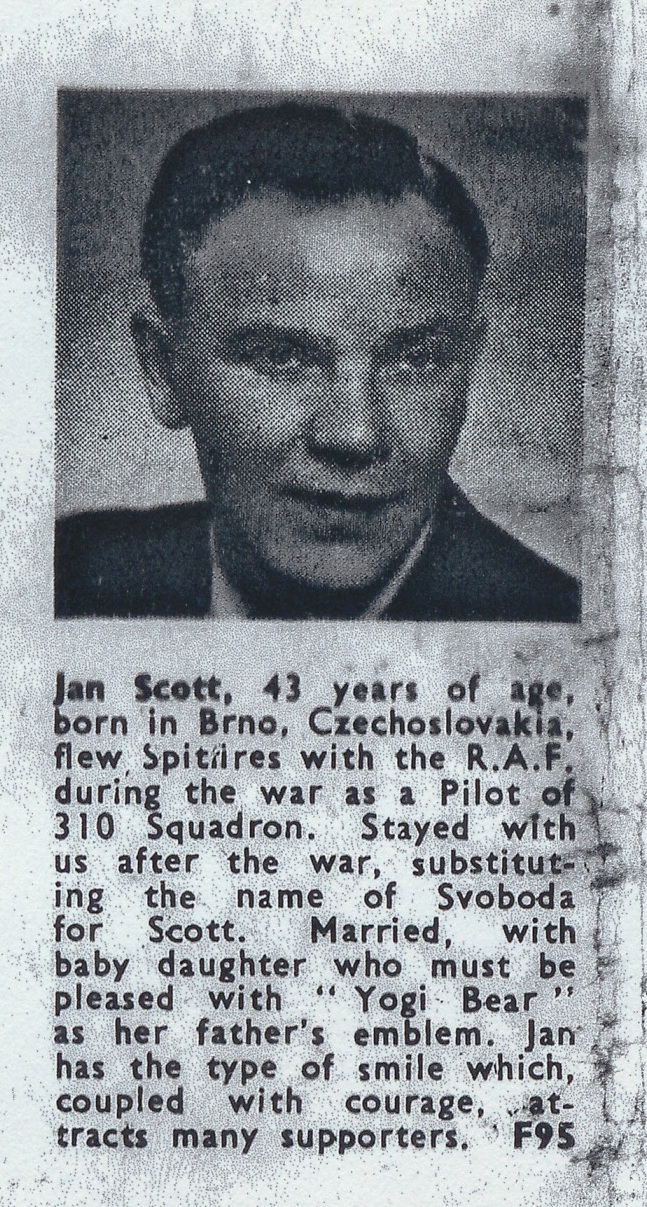 Jan Scott, 43 years of age,
born in Brno, Czechoslovakia,
flew Spitfires with the R.A.F.
during the war as a Pilot of
310 Squadron. Stayed with
us after the war, substitut-
ing the name of Svoboda
for Scott. Married, with
baby daughter who must be
pleased with “ Yogi Bear ”
as her father's emblem. Jan
has the type of smile which,
coupled with courage, at-
tracts many supporters. F95